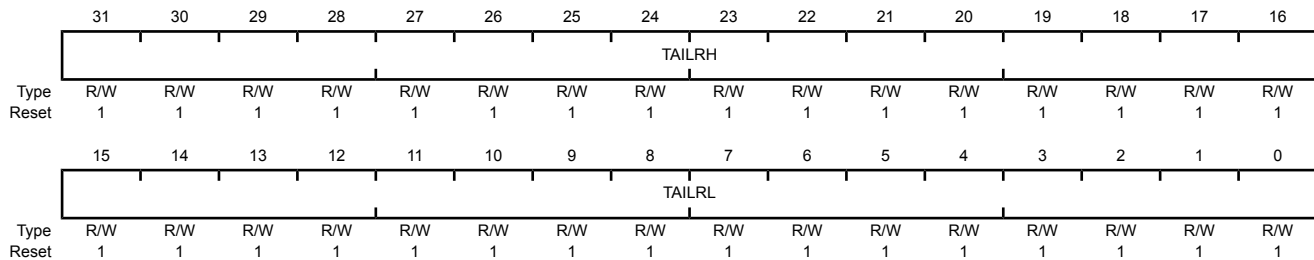 31 30 29 28 27 26 25 24 23 22 21 20 19 18 17 16
TAILRH
Type R/W R/W R/W R/W R/W R/W R/W R/W R/W R/W R/W R/W R/W R/W R/W R/W
Reset 1 1 1 1 1 1 1 1 1 1 1 1 1 1 1 1
15 14 13 12 11 10 9 8 7 6 5 4 3 2 1 0
TAILRL
Type R/W R/W R/W R/W R/W R/W R/W R/W R/W R/W R/W R/W R/W R/W R/W R/W
Reset 1 1 1 1 1 1 1 1 1 1 1 1 1 1 1 1